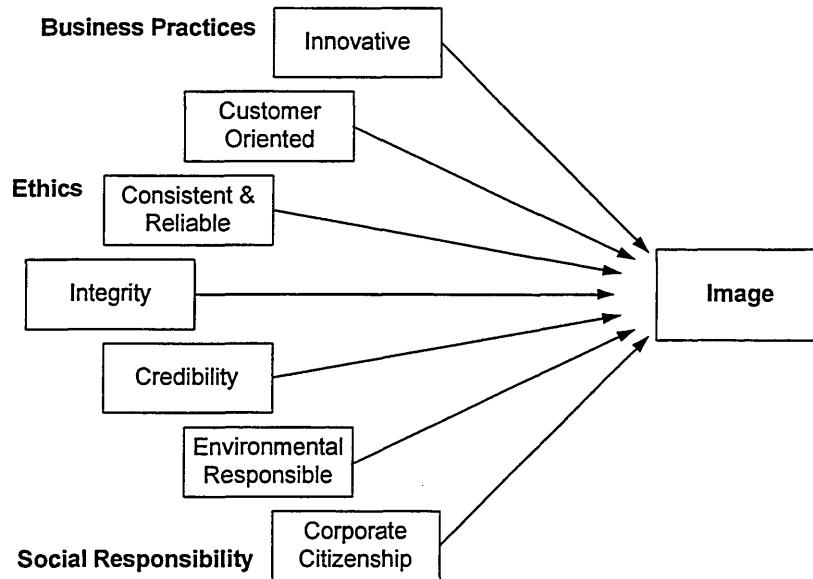 Business Practices
Innovative
Customer
Oriented
Ethics
Consistent &
Reliable
Integrity
Image
Credibility
Environmental
Responsible
Corporate
Citizenship
Social Responsibility